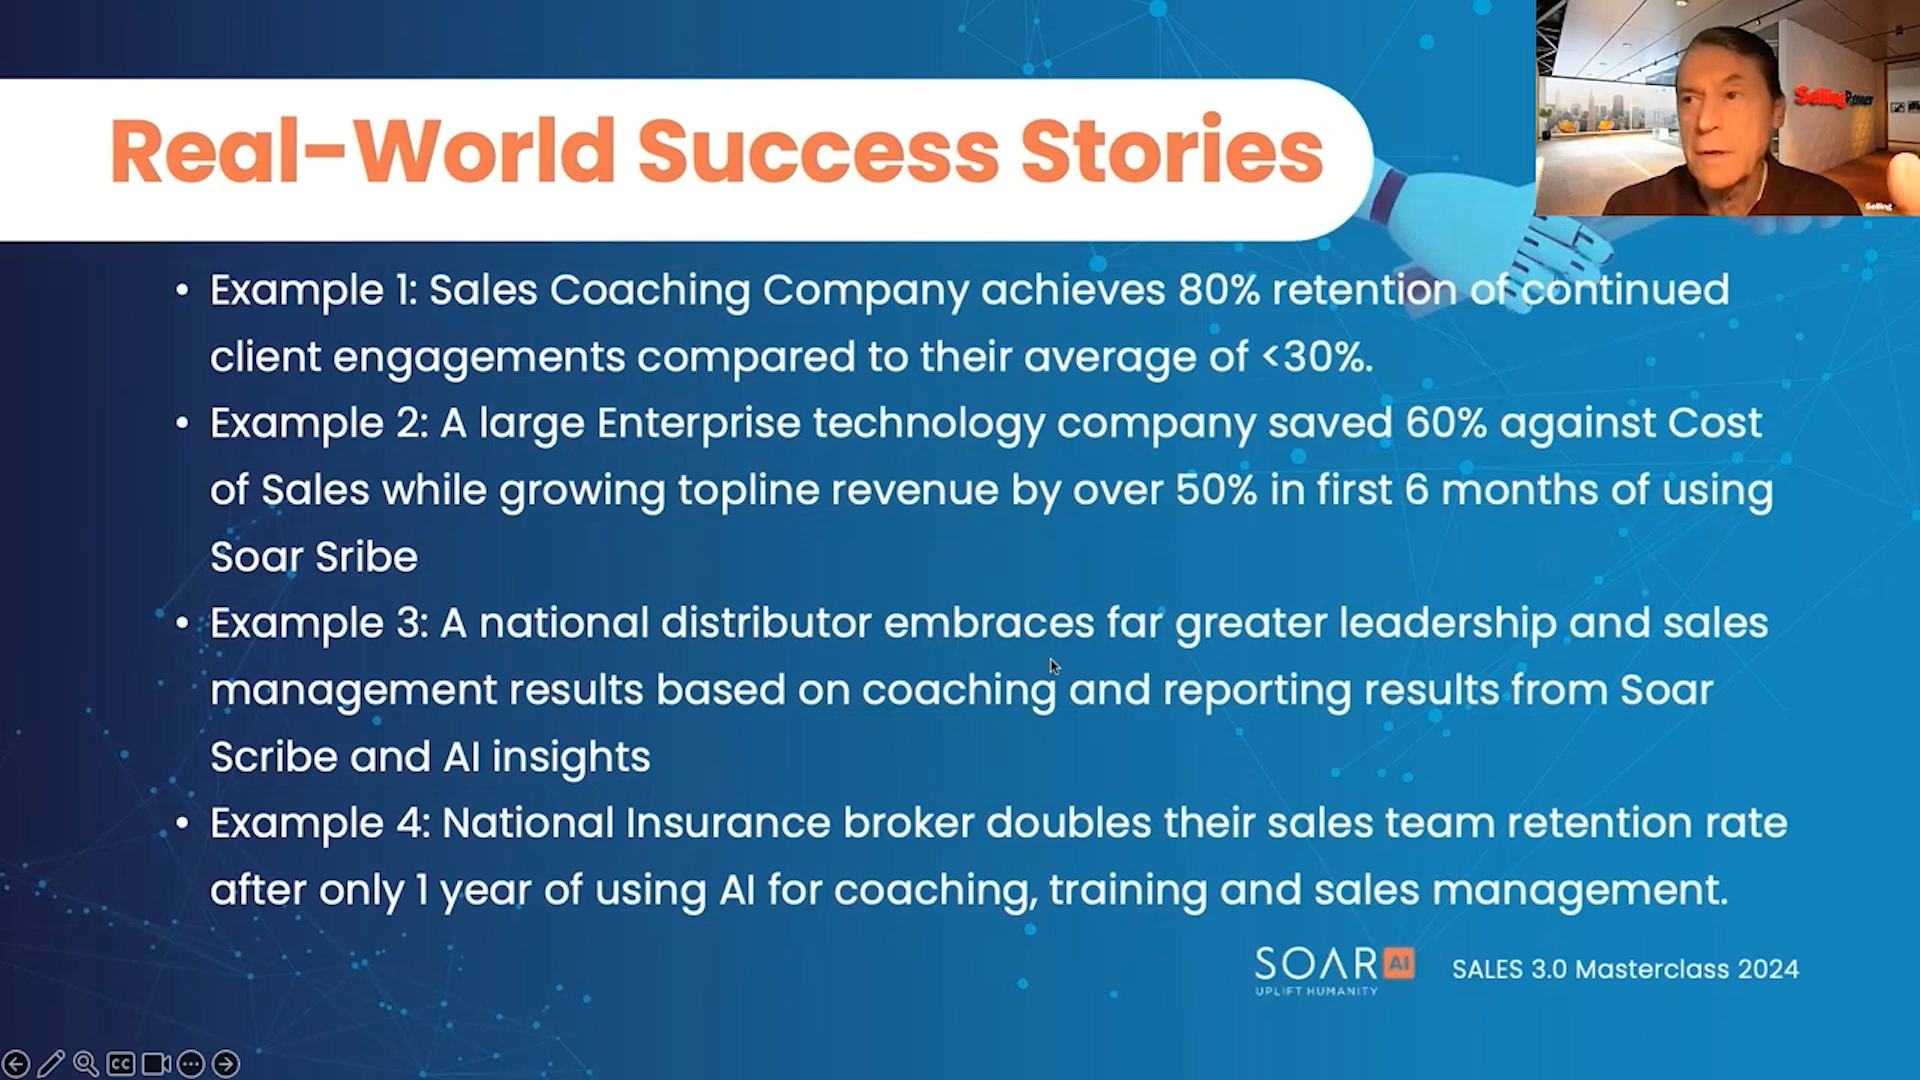 Real-World Success Stories
SellingPower
Selling
• Example 1: Sales Coaching Company achieves 80% retention of continued
client engagements compared to their average of <30%.
• Example 2: A large Enterprise technology company saved 60% against Cost
of Sales while growing topline revenue by over 50% in first 6 months of using
Soar Sribe
• Example 3: A national distributor embraces far greater leadership and sales
management results based on coaching and reporting results from Soar
Scribe and AI insights
• Example 4: National Insurance broker doubles their sales team retention rate
after only 1 year of using AI for coaching, training and sales management.
SOAR AI
UPLIFT HUMANITY
SALES 3.0 Masterclass 2024
CC